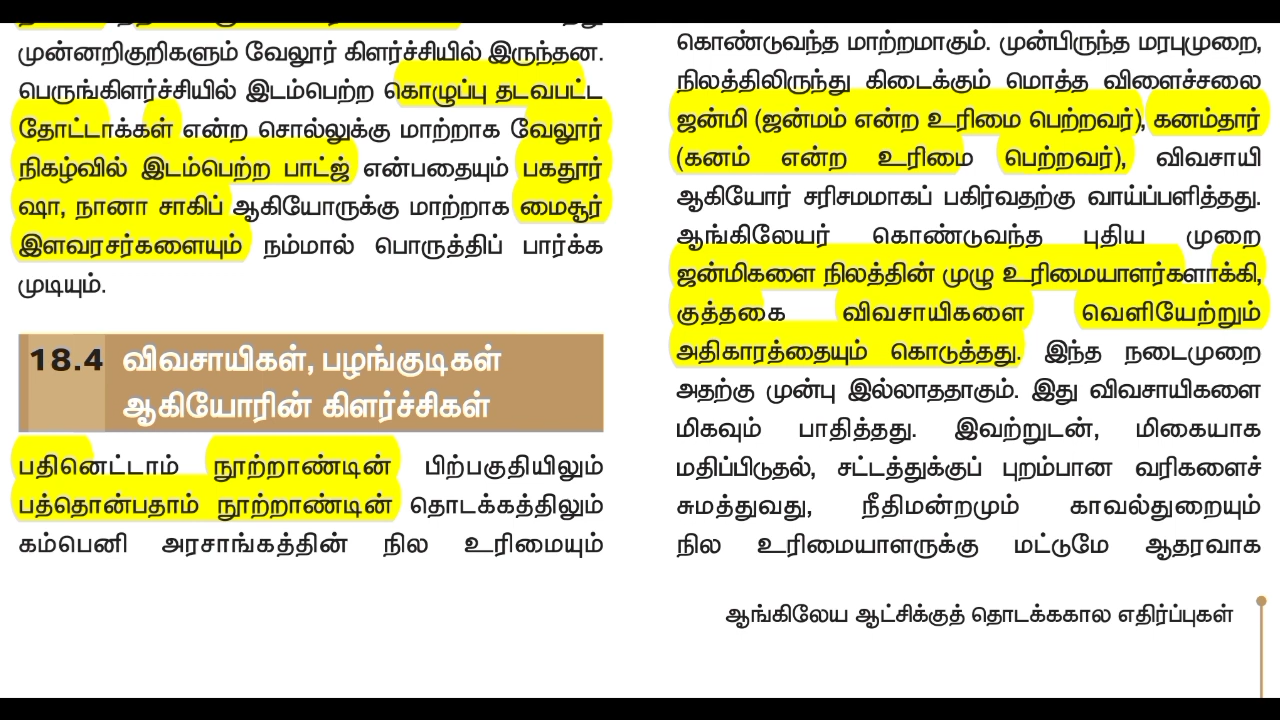 முன்னறிகுறிகளும் வேலூர் கிளர்ச்சியில் இருந்தன.
பெருங்கிளர்ச்சியில் இடம்பெற்ற கொழுப்பு தடவபட்ட
தோட்டாக்கள் என்ற சொல்லுக்கு மாற்றாக வேலூர்
நிகழ்வில் இடம்பெற்ற பாட்ஜ் என்பதையும் பகதூர்
ஷா, நானா சாகிப் ஆகியோருக்கு மாற்றாக மைசூர்
இளவரசர்களையும் நம்மால் பொருத்திப் பார்க்க
முடியும்.
18.4 விவசாயிகள், பழங்குடிகள்
ஆகியோரின் கிளர்ச்சிகள்
பதினெட்டாம் நூற்றாண்டின் பிற்பகுதியிலும்
பத்தொன்பதாம் நூற்றாண்டின் தொடக்கத்திலும்
கம்பெனி அரசாங்கத்தின் நில உரிமையும்
கொண்டுவந்த மாற்றமாகும். முன்பிருந்த மரபுமுறை,
நிலத்திலிருந்து கிடைக்கும் மொத்த விளைச்சலை
ஜன்மி (ஜன்மம் என்ற உரிமை பெற்றவர்), கனம்தார்
(கனம் என்ற உரிமை பெற்றவர்), விவசாயி
ஆகியோர் சரிசமமாகப் பகிர்வதற்கு வாய்ப்பளித்தது.
ஆங்கிலேயர் கொண்டுவந்த புதிய முறை
ஜன்மிகளை நிலத்தின் முழு உரிமையாளர்களாக்கி,
குத்தகை விவசாயிகளை வெளியேற்றும்
அதிகாரத்தையும் கொடுத்தது. இந்த நடைமுறை
அதற்கு முன்பு இல்லாததாகும். இது விவசாயிகளை
மிகவும் பாதித்தது. இவற்றுடன், மிகையாக
மதிப்பிடுதல், சட்டத்துக்குப் புறம்பான வரிகளைச்
சுமத்துவது, நீதிமன்றமும் காவல்துறையும்
நில உரிமையாளருக்கு மட்டுமே ஆதரவாக
ஆங்கிலேய ஆட்சிக்குத் தொடக்ககால எதிர்ப்புகள்